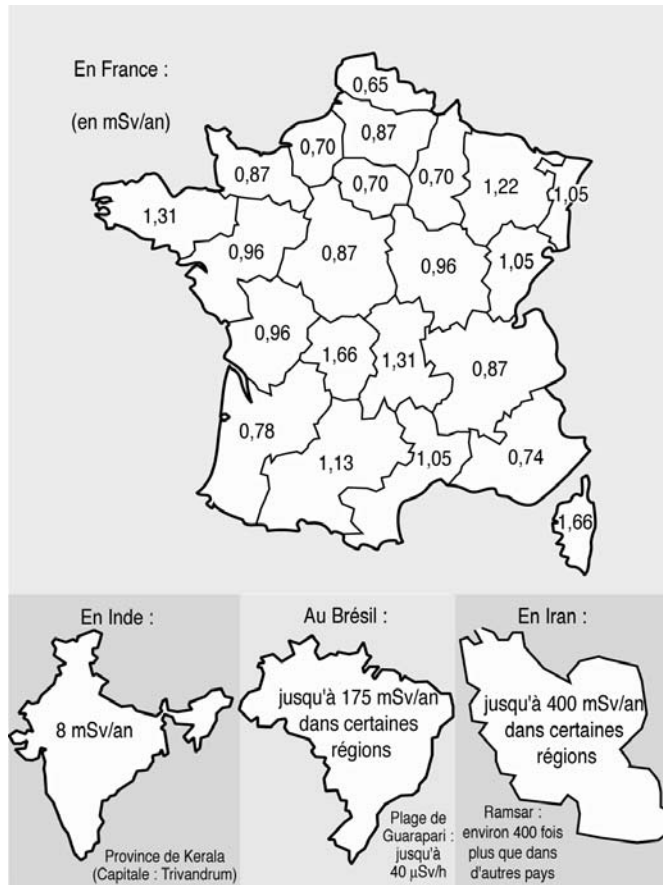 En France :
(en mSv/an)
0,65
0,87
0,70
0,87
0,70
0,70
1,22
1,05
1,31
0,96
0,87
0,96
1,05
0,96
1,66
1,31
0,87
0,78
1,13
1,05
0,74
1,66
En Inde :
8 mSv/an
Province de Kerala
(Capitale : Trivandrum)
Au Brésil :
jusqu'à 175 mSv/an
dans certaines
régions
Plage de
Guarapari :
jusqu'à
40 µSv/h
En Iran :
jusqu'à 400 mSv/an
dans certaines
régions
Ramsar :
environ 400 fois
plus que dans
d'autres pays